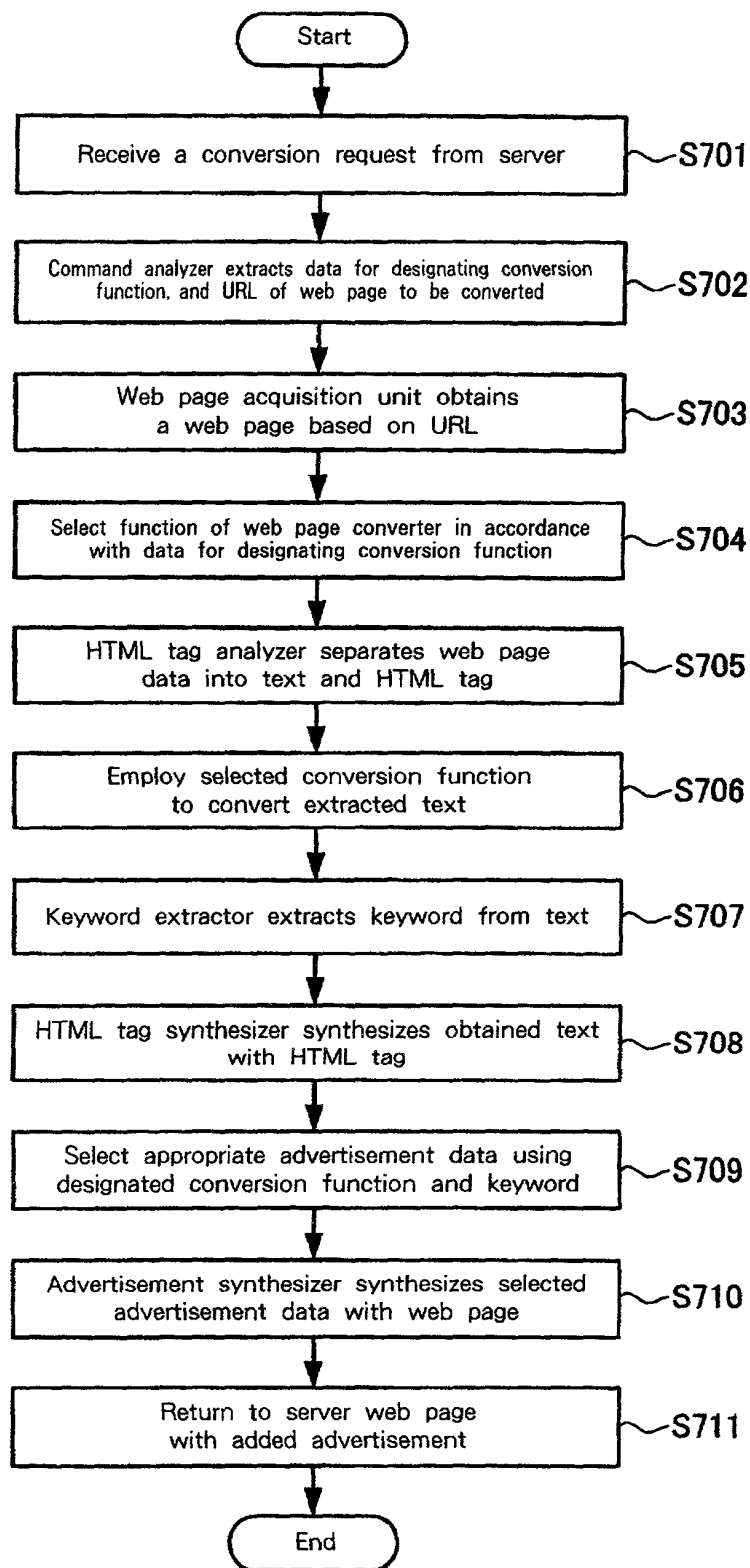 Start
Receive a conversion request from server
S701
Command analyzer extracts data for designating conversion
function, and URL of web page to be converted
S702
Web page acquisition unit obtains
a web page based on URL
S703
Select function of web page converter in accordance
with data for designating conversion function
S704
HTML tag analyzer separates web page
data into text and HTML tag
S705
Employ selected conversion function
to convert extracted text
S706
Keyword extractor extracts keyword from text
S707
HTML tag synthesizer synthesizes obtained text
with HTML tag
S708
Select appropriate advertisement data using
designated conversion function and keyword
S709
Advertisement synthesizer synthesizes selected
advertisement data with web page
S710
Return to server web page
with added advertisement
S711
End